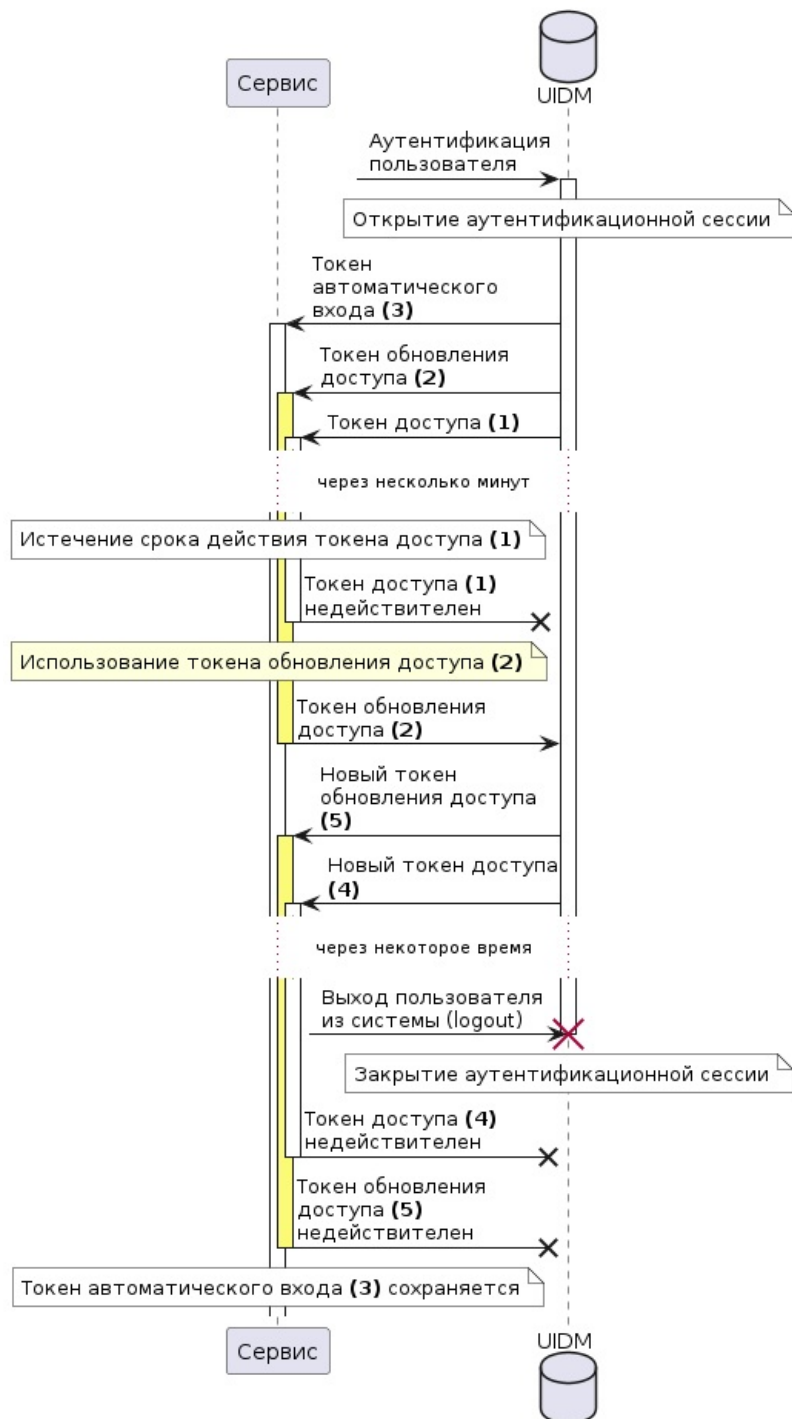 Сервис
UIDM
Аутентификация
пользователя
Открытие аутентификационной сессии
Токен
автоматического
входа (3)
Токен обновления
доступа (2)
Токен доступа (1)
через несколько минут
Истечение срока действия токена доступа (1)
Токен доступа (1)
недействителен
Использование токена обновления доступа (2)
Токен обновления
доступа (2)
Новый токен
обновления доступа
(5)
Новый токен доступа
(4)
через некоторое время
Выход пользователя
из системы (logout)
Закрытие аутентификационной сессии
Токен доступа (4)
недействителен
Токен обновления
доступа (5)
недействителен
Токен автоматического входа (3) сохраняется
Сервис
UIDM